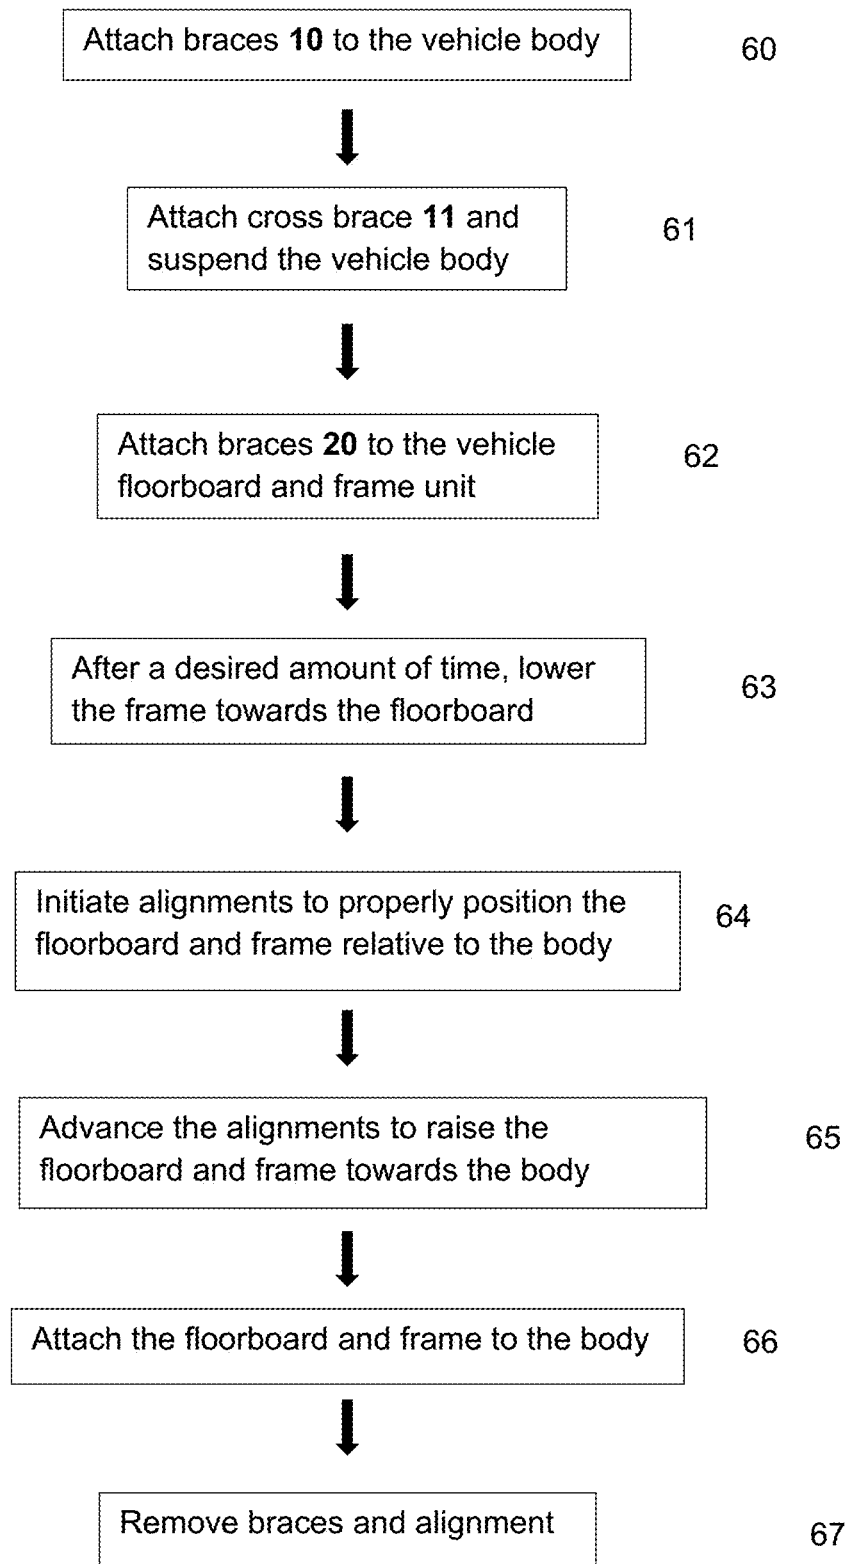 Attach braces 10 to the vehicle body
60
Attach cross brace 11 and
suspend the vehicle body
61
Attach braces 20 to the vehicle
floorboard and frame unit
62
After a desired amount of time, lower
the frame towards the floorboard
63
Initiate alignments to properly position the
floorboard and frame relative to the body
64
Advance the alignments to raise the
floorboard and frame towards the body
65
Attach the floorboard and frame to the body
66
Remove braces and alignment
67